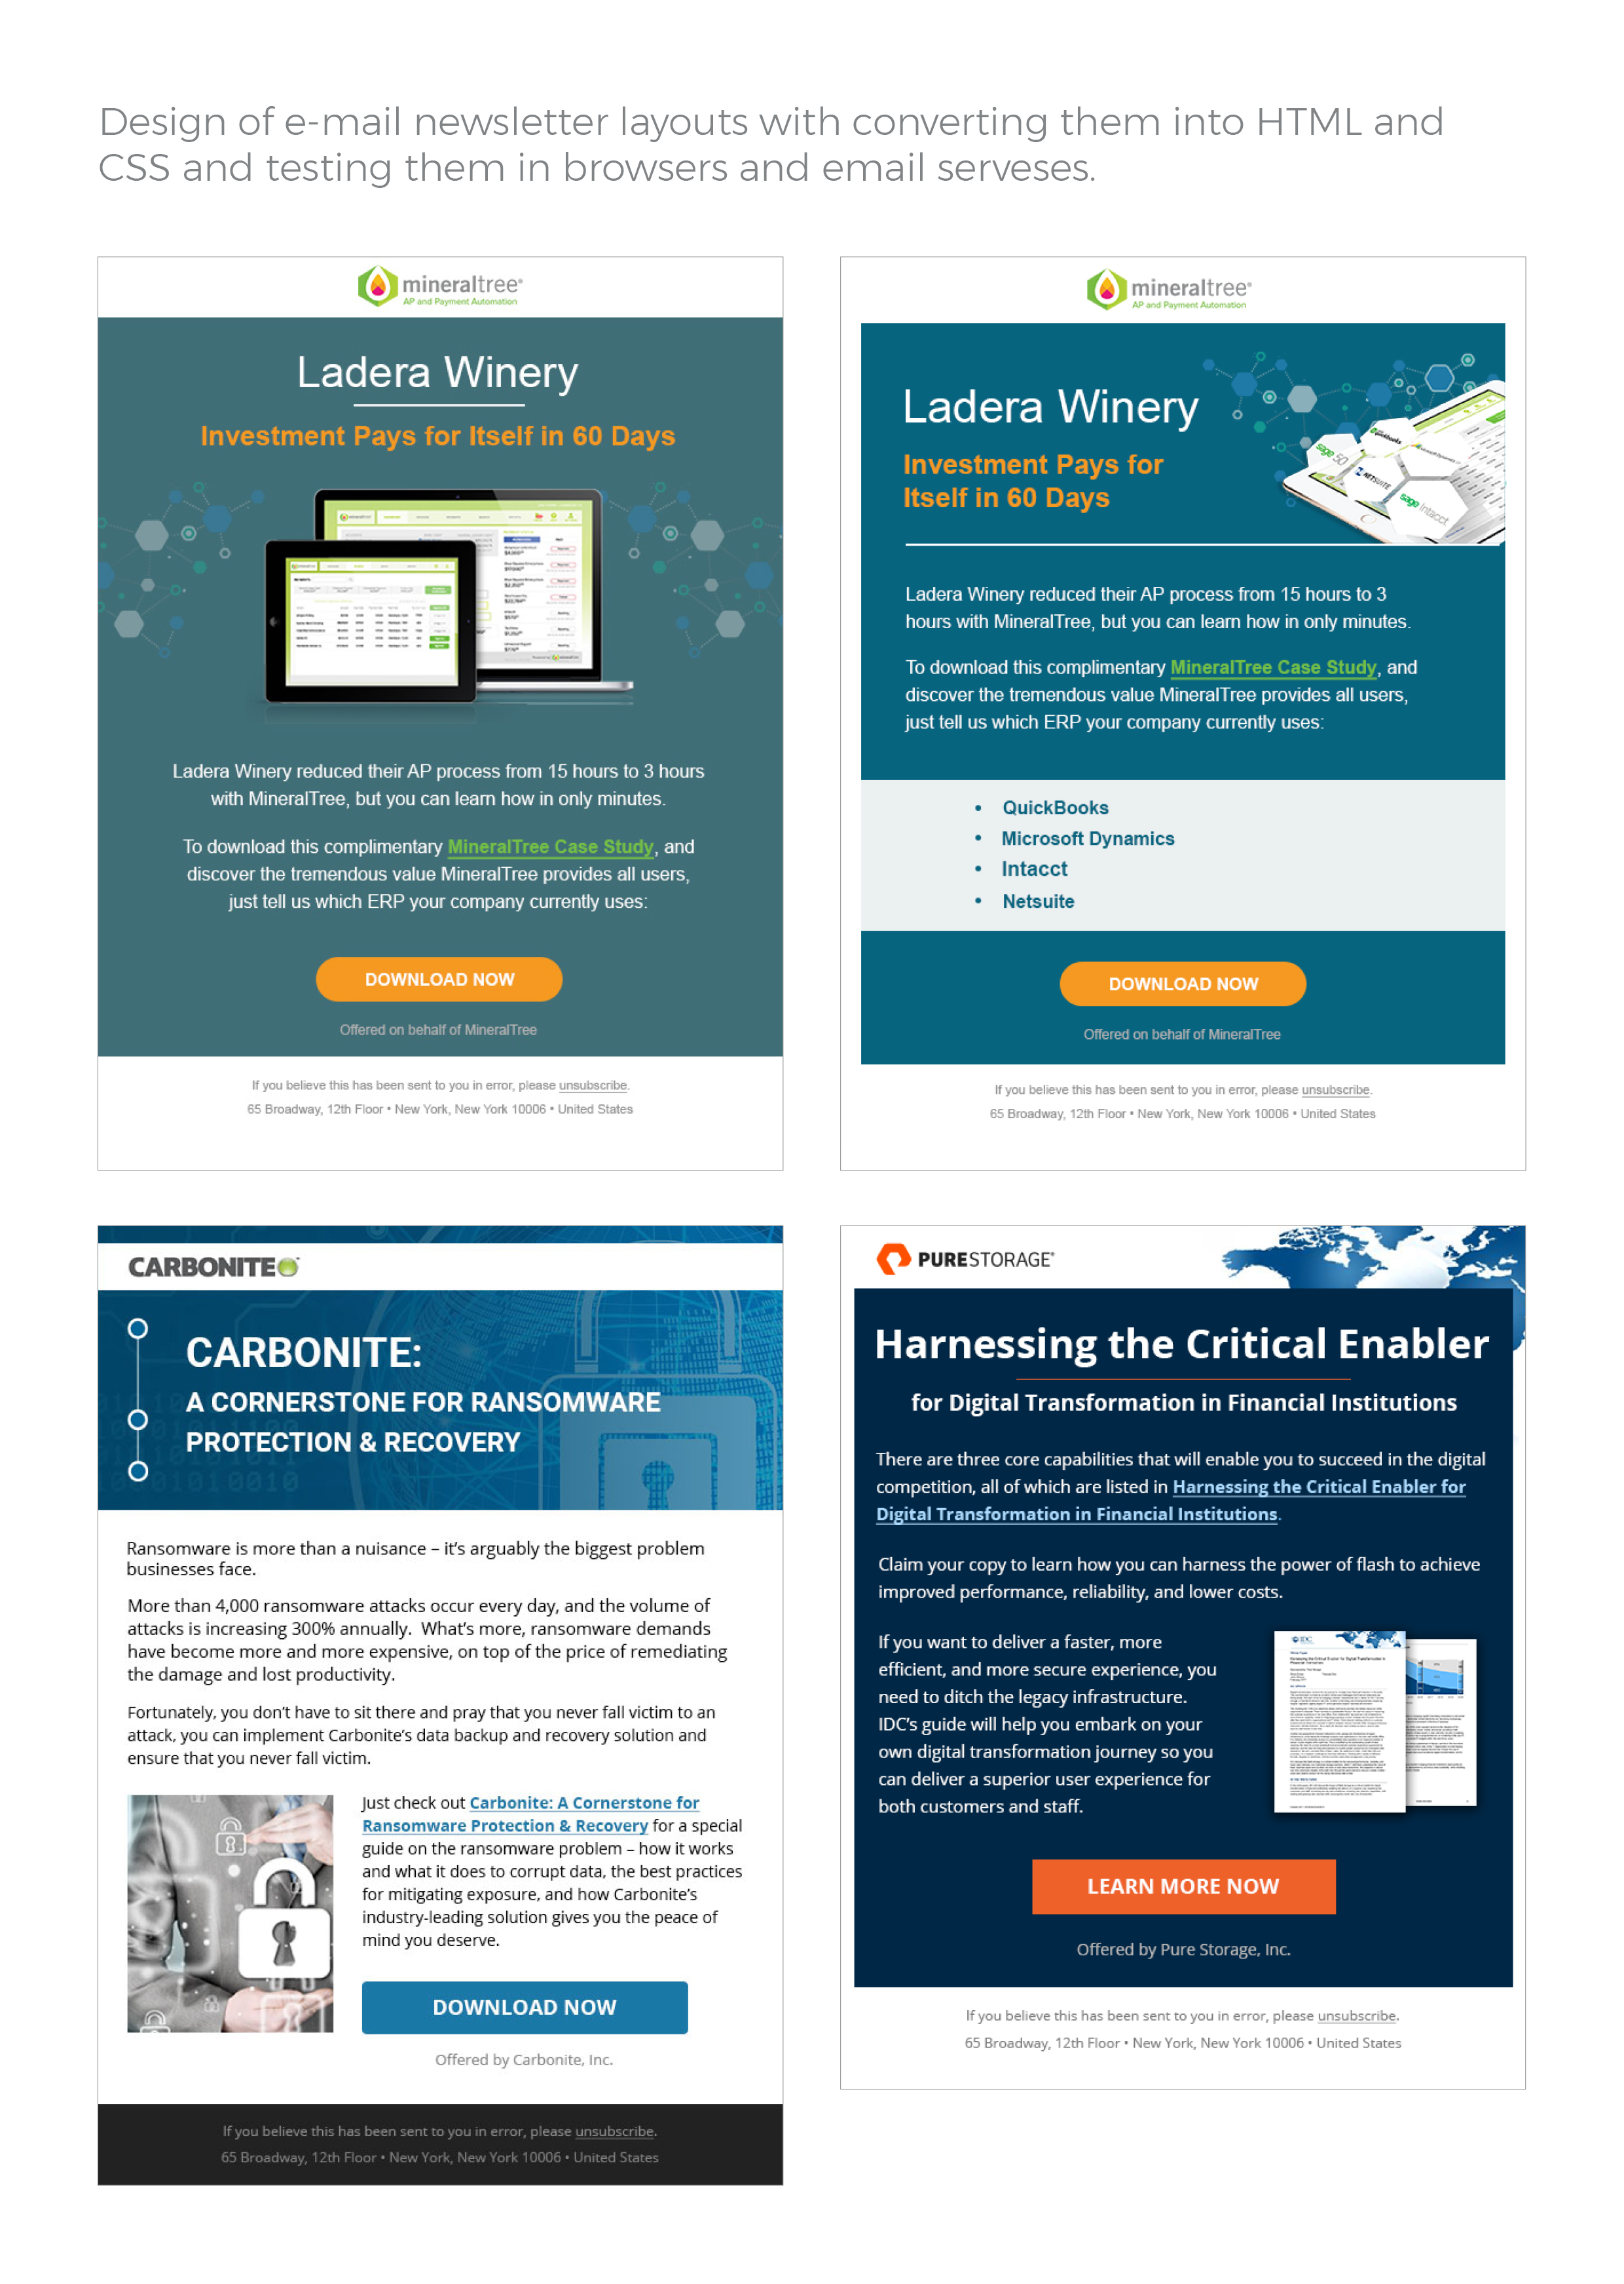 Design of e-mail newsletter layouts with converting them into HTML and
CSS and testing them in browsers and email serveses.
mineraltree®
AP and Payment Automation
Ladera Winery
Investment Pays for Itself in 60 Days
Ladera Winery reduced their AP process from 15 hours to 3 hours
with MineralTree, but you can learn how in only minutes.
To download this complimentary MineralTree Case Study, and
discover the tremendous value MineralTree provides all users,
just tell us which ERP your company currently uses:
DOWNLOAD NOW
Offered on behalf of MineralTree
If you believe this has been sent to you in error, please unsubscribe.
65 Broadway, 12th Floor • New York, New York 10006 • United States
mineraltree®
AP and Payment Automation
Ladera Winery
Investment Pays for
Itself in 60 Days
sage 50
quickbooks
NETSUITE
sage Intacct
Ladera Winery reduced their AP process from 15 hours to 3
hours with MineralTree, but you can learn how in only minutes.
To download this complimentary MineralTree Case Study, and
discover the tremendous value MineralTree provides all users,
just tell us which ERP your company currently uses:
• QuickBooks
• Microsoft Dynamics
• Intacct
• Netsuite
DOWNLOAD NOW
Offered on behalf of MineralTree
If you believe this has been sent to you in error, please unsubscribe.
65 Broadway, 12th Floor • New York, New York 10006 • United States
CARBONITE
CARBONITE:
A CORNERSTONE FOR RANSOMWARE
PROTECTION & RECOVERY
Ransomware is more than a nuisance – it's arguably the biggest problem
businesses face.
More than 4,000 ransomware attacks occur every day, and the volume of
attacks is increasing 300% annually. What's more, ransomware demands
have become more and more expensive, on top of the price of remediating
the damage and lost productivity.
Fortunately, you don't have to sit there and pray that you never fall victim to an
attack, you can implement Carbonite's data backup and recovery solution and
ensure that you never fall victim.
Just check out Carbonite: A Cornerstone for
Ransomware Protection & Recovery for a special
guide on the ransomware problem – how it works
and what it does to corrupt data, the best practices
for mitigating exposure, and how Carbonite's
industry-leading solution gives you the peace of
mind you deserve.
DOWNLOAD NOW
Offered by Carbonite, Inc.
If you believe this has been sent to you in error, please unsubscribe.
65 Broadway, 12th Floor • New York, New York 10006 • United States
PURESTORAGE®
Harnessing the Critical Enabler
for Digital Transformation in Financial Institutions
There are three core capabilities that will enable you to succeed in the digital
competition, all of which are listed in Harnessing the Critical Enabler for
Digital Transformation in Financial Institutions.
Claim your copy to learn how you can harness the power of flash to achieve
improved performance, reliability, and lower costs.
If you want to deliver a faster, more
efficient, and more secure experience, you
need to ditch the legacy infrastructure.
IDC's guide will help you embark on your
own digital transformation journey so you
can deliver a superior user experience for
both customers and staff.
IDC
LEARN MORE NOW
Offered by Pure Storage, Inc.
If you believe this has been sent to you in error, please unsubscribe.
65 Broadway, 12th Floor • New York, New York 10006 • United States